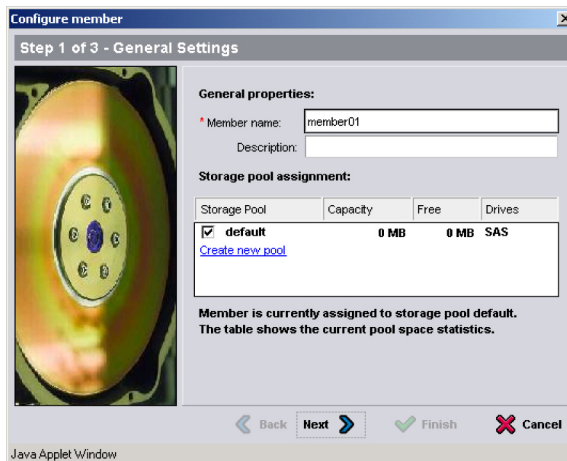 Configure member
Step 1 of 3 - General Settings
General properties:
* Member name: member01
Description:
Storage pool assignment:
Storage Pool Capacity Free Drives
default 0 MB 0 MB SAS
Create new pool
Member is currently assigned to storage pool default.
The table shows the current pool space statistics.
Back Next Finish Cancel
Java Applet Window